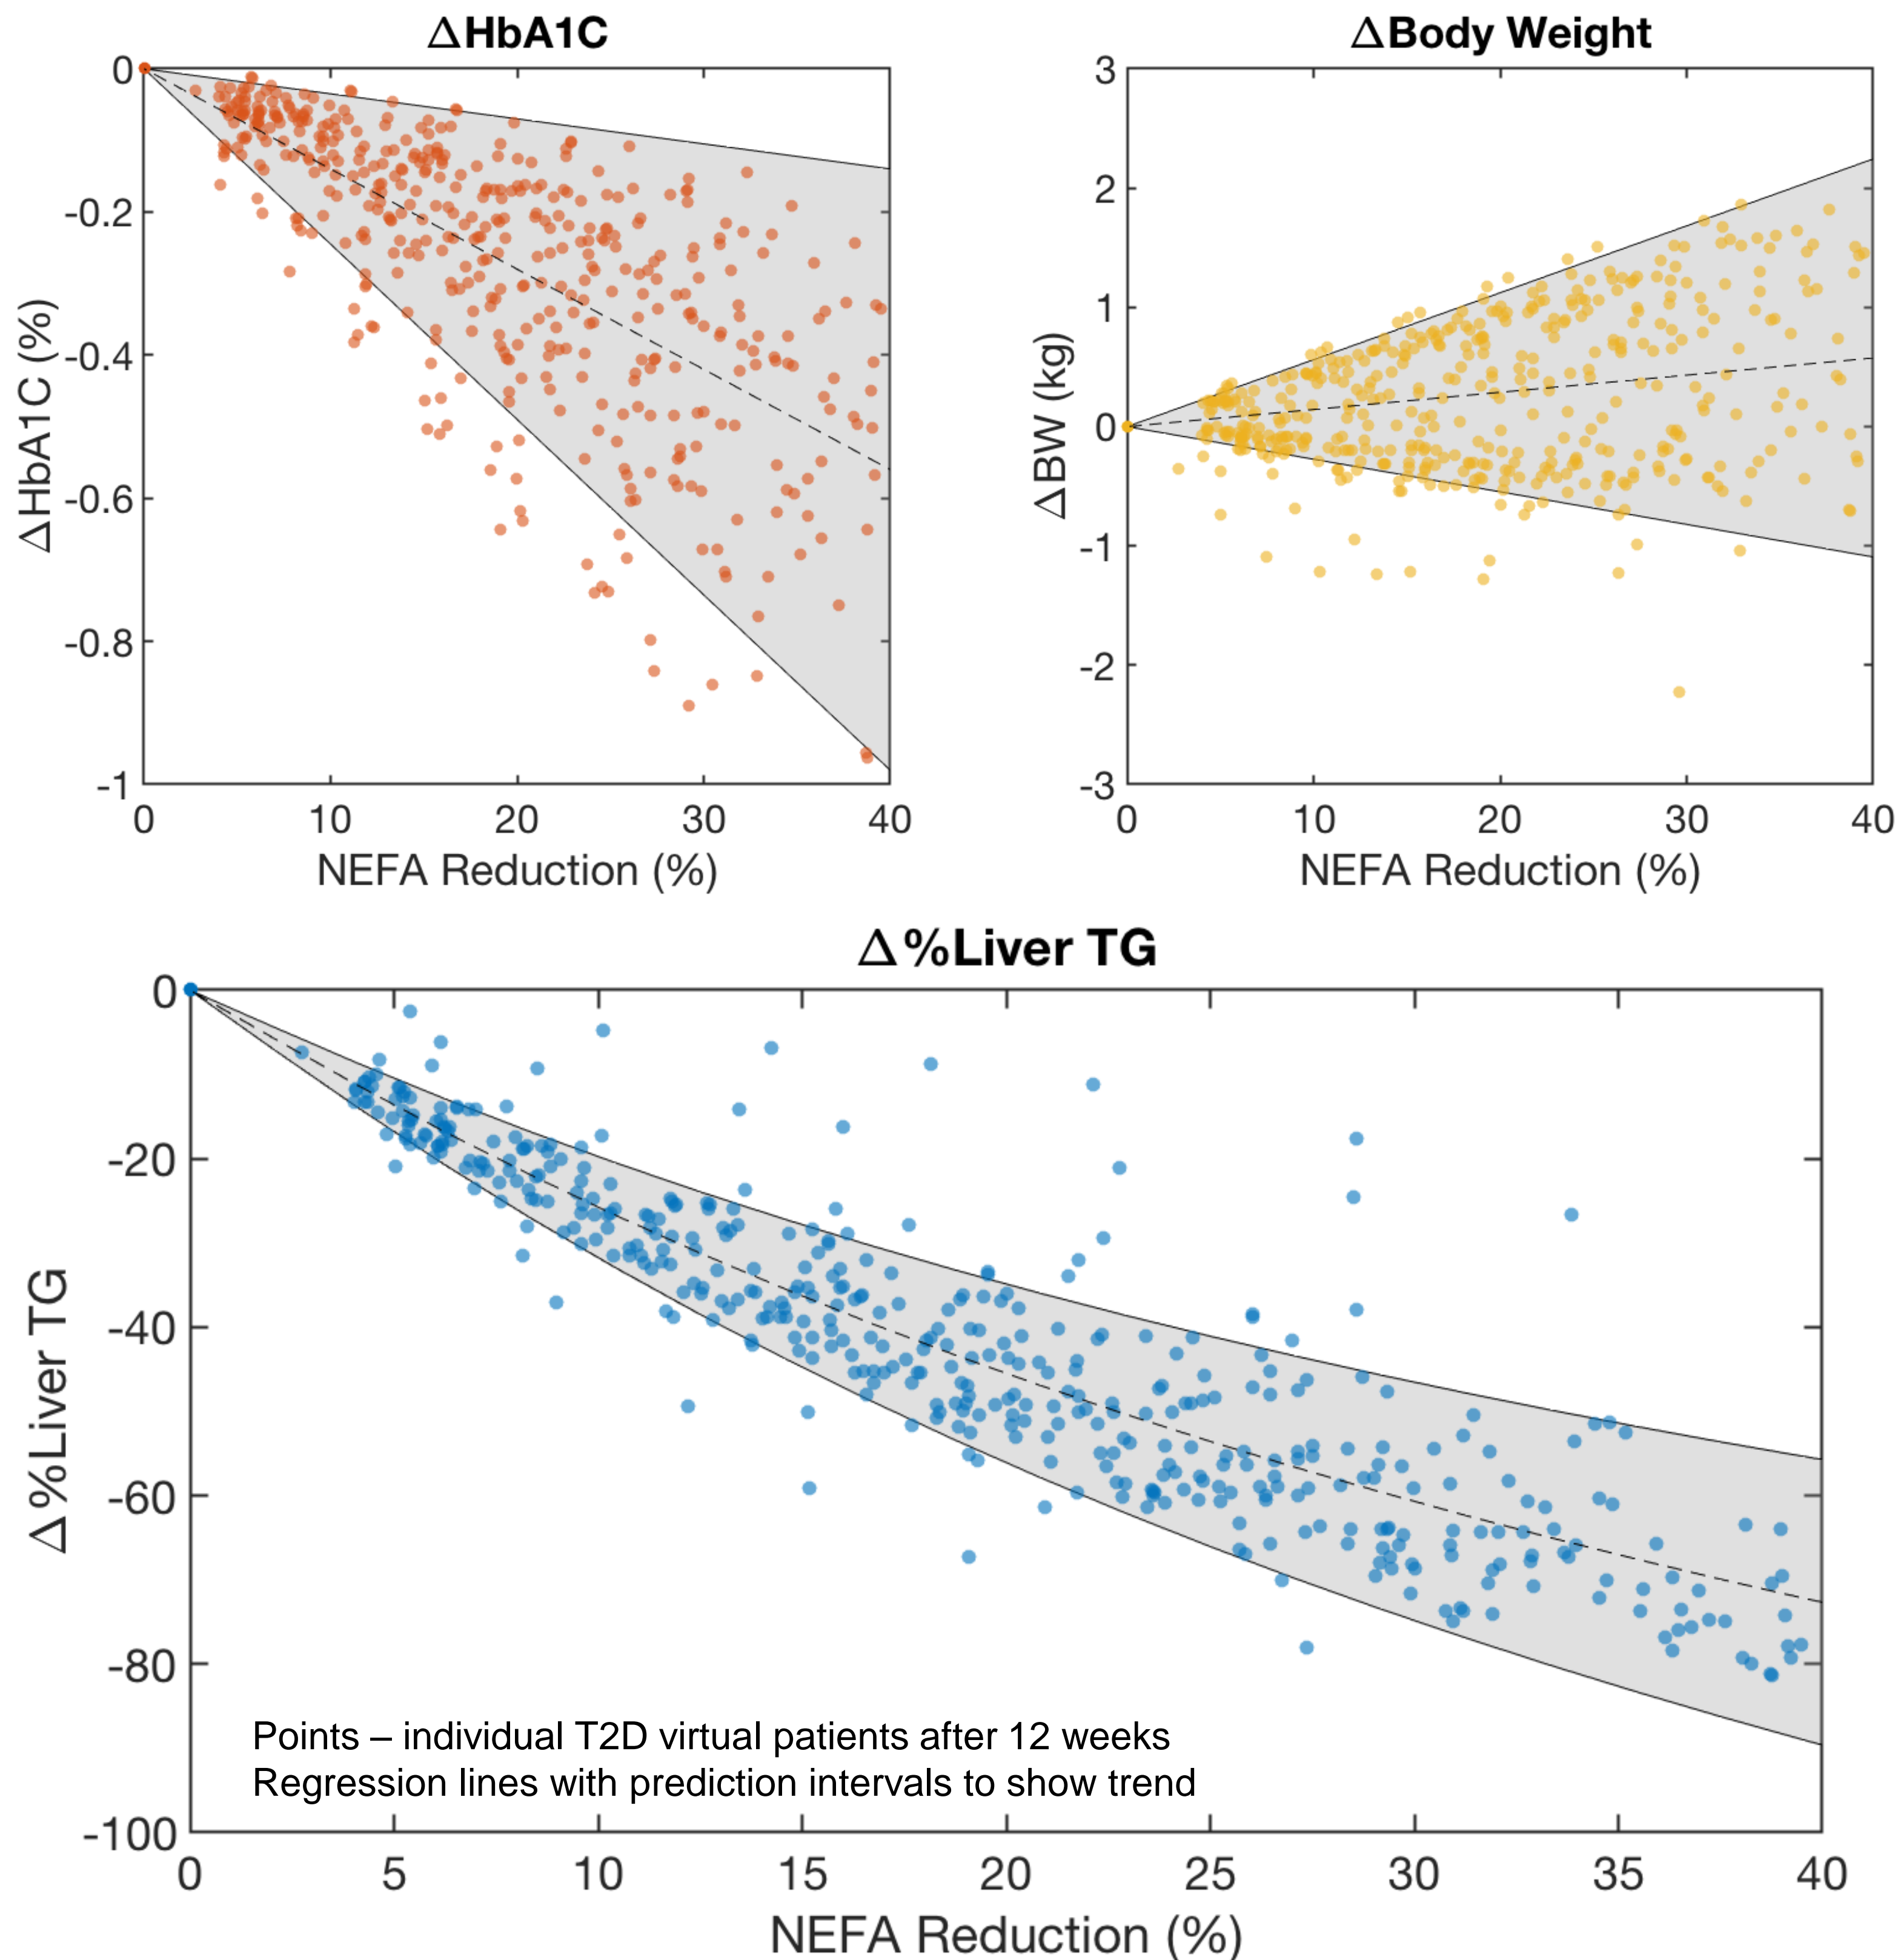 ΔHbA1C
ΔHbA1C (%)
0
-0.2
-0.4
-0.6
-0.8
-1
0 10 20 30 40
NEFA Reduction (%)
ΔBody Weight
ΔBW (kg)
3
2
1
0
-1
-2
-3
0 10 20 30 40
NEFA Reduction (%)
Δ%Liver TG
Δ%Liver TG
0
-20
-40
-60
-80
-100
Points – individual T2D virtual patients after 12 weeks
Regression lines with prediction intervals to show trend
0 5 10 15 20 25 30 35 40
NEFA Reduction (%)